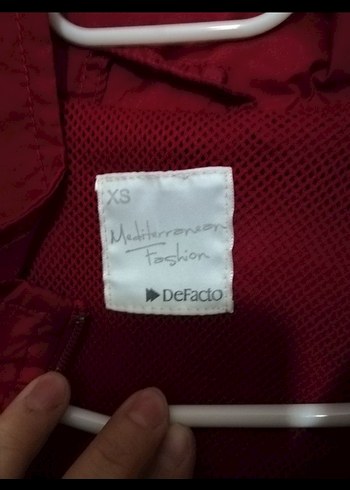 XS
Mediterranean
Fashion
DeFacto